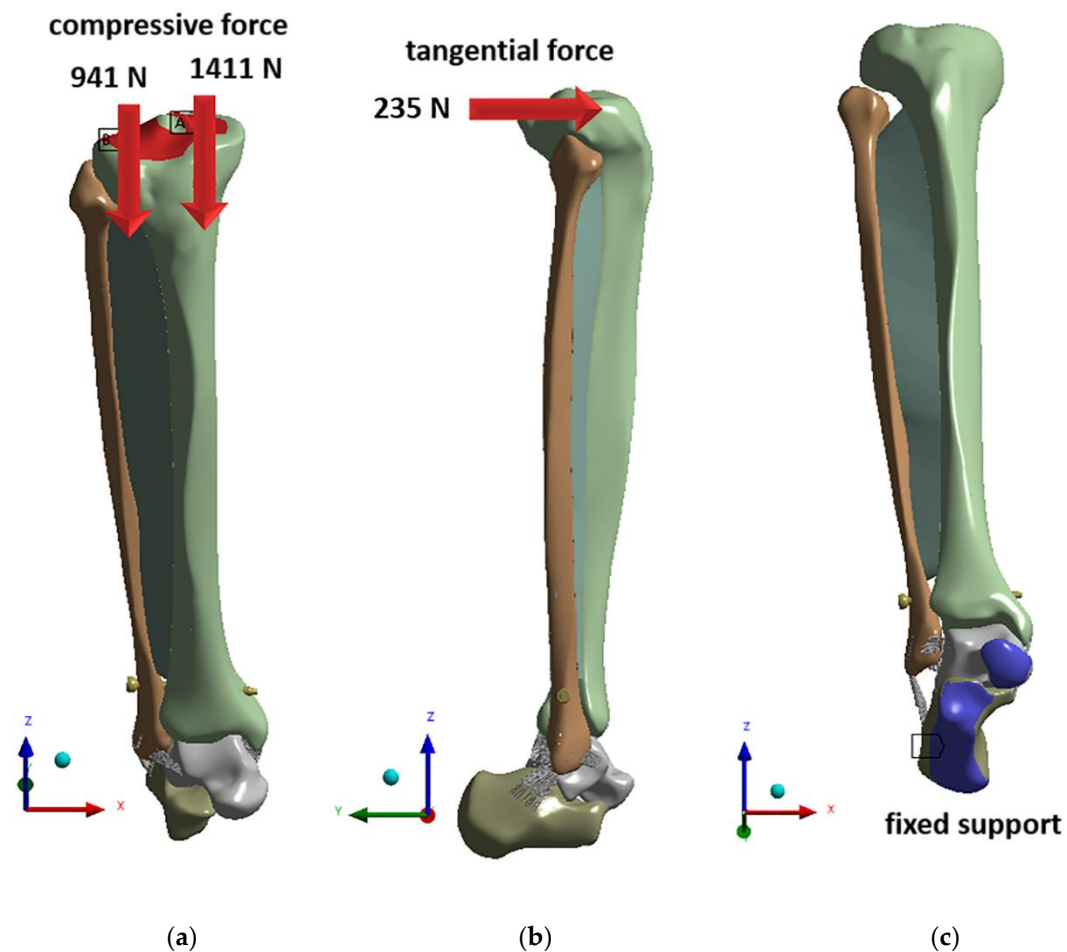 compressive force
941 N
1411 N
A
B
Z
X
(a)
tangential force
235 N
Z
Y
(b)
Z
X
Y
fixed support
(c)